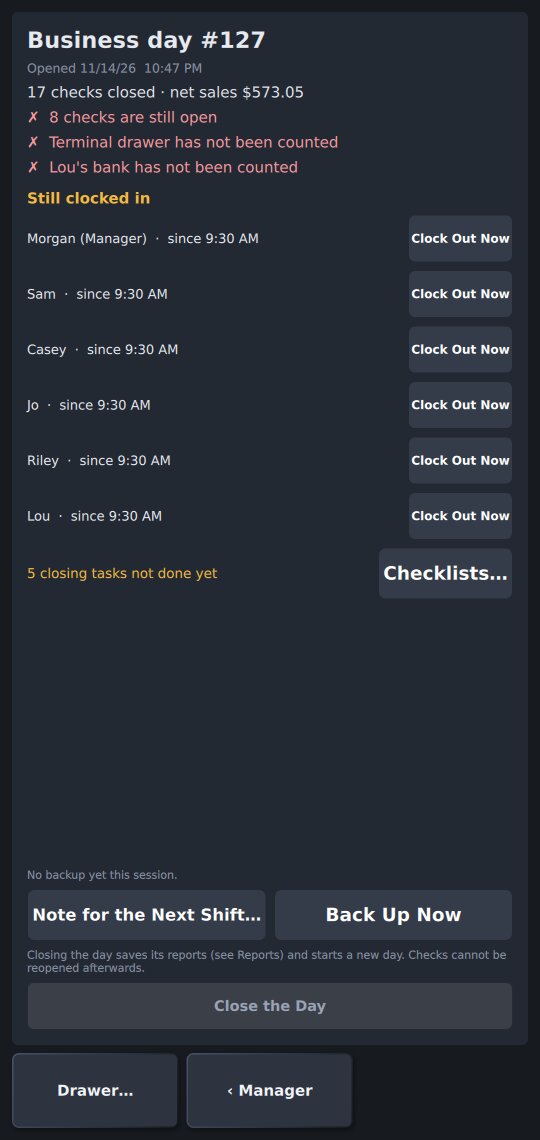 Business day #127
Opened 11/14/26  10:47 PM
17 checks closed · net sales $573.05
✗ 8 checks are still open
✗ Terminal drawer has not been counted
✗ Lou's bank has not been counted
Still clocked in
Morgan (Manager) · since 9:30 AM Clock Out Now
Sam · since 9:30 AM Clock Out Now
Casey · since 9:30 AM Clock Out Now
Jo · since 9:30 AM Clock Out Now
Riley · since 9:30 AM Clock Out Now
Lou · since 9:30 AM Clock Out Now
5 closing tasks not done yet Checklists…
No backup yet this session.
Note for the Next Shift… Back Up Now
Closing the day saves its reports (see Reports) and starts a new day. Checks cannot be
reopened afterwards.
Close the Day
Drawer… ‹ Manager